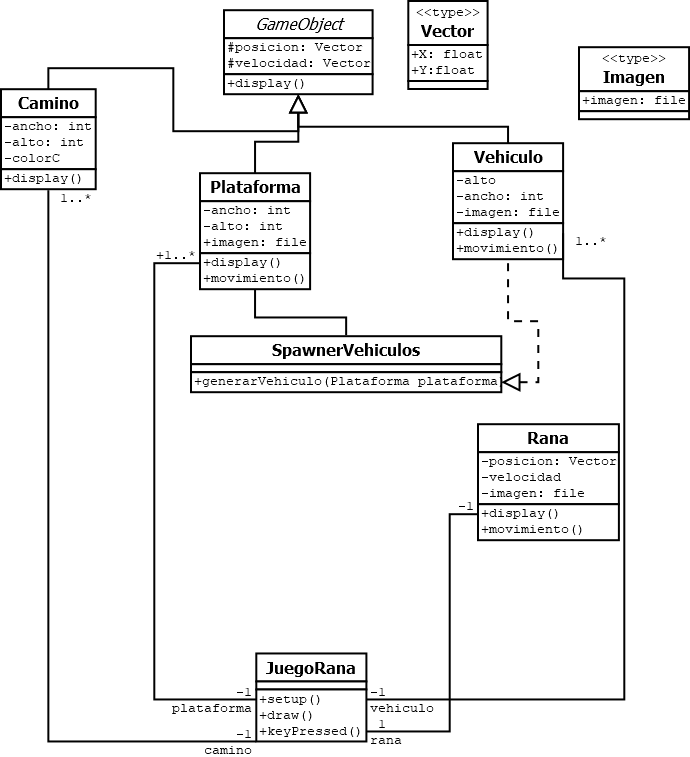 GameObject
#posicion: Vector
#velocidad: Vector
+display()
<<type>>
Vector
+X: float
+Y:float
<<type>>
Imagen
+imagen: file
Camino
-ancho: int
-alto: int
-colorC
+display()
1..*
Plataforma
-ancho: int
-alto: int
+imagen: file
+display()
+movimiento()
+1..*
Vehiculo
-alto
-ancho: int
-imagen: file
+display()
+movimiento()
1..*
SpawnerVehiculos
+generarVehiculo(Plataforma plataforma
Rana
-posicion: Vector
-velocidad
-imagen: file
+display()
+movimiento()
-1
JuegoRana
+setup()
+draw()
+keyPressed()
-1
plataforma
-1
camino
-1
vehiculo
1
rana